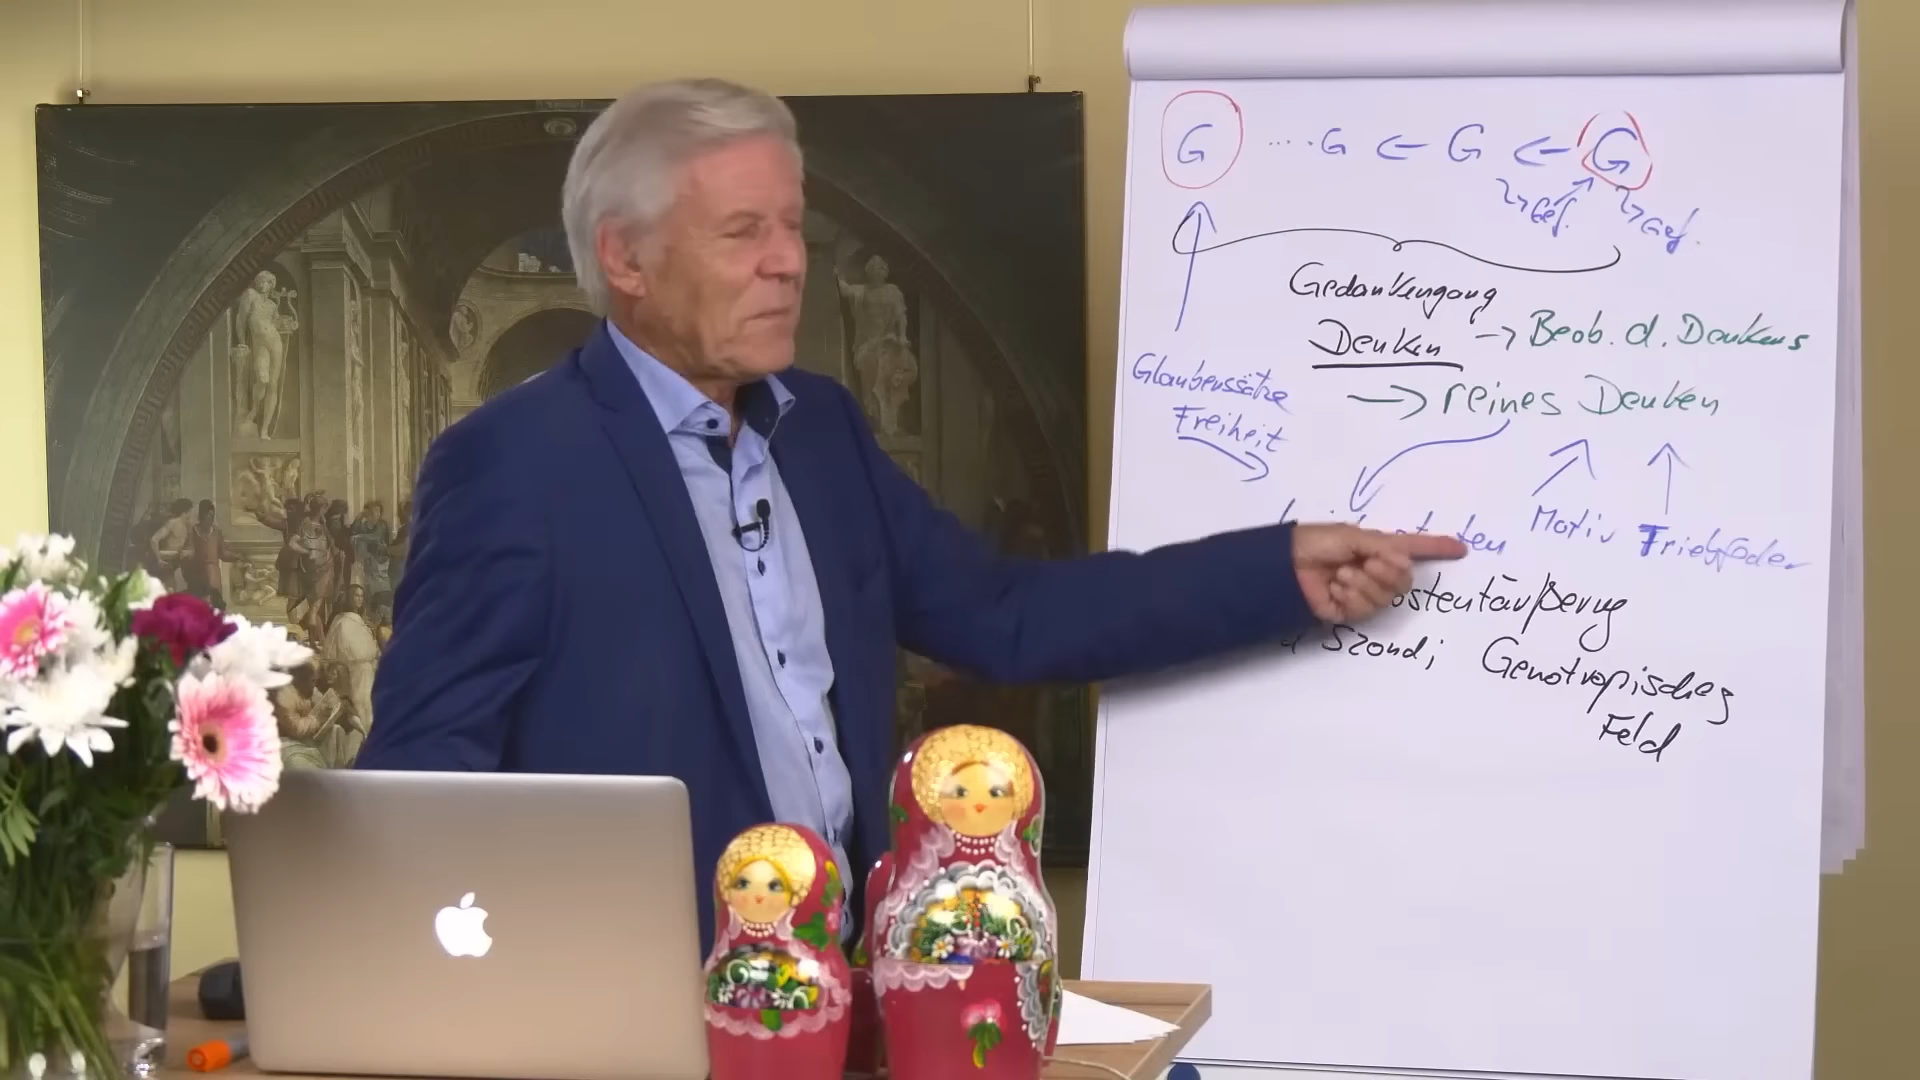 G ····G ← G ← G
↝Gef. ↝Gef.
Gedankengang
Denken → Beob. d. Denkens
Glaubenssätze → reines Denken
Freiheit
Motiv Triebfeder
Szondi Genotropisches
Feld